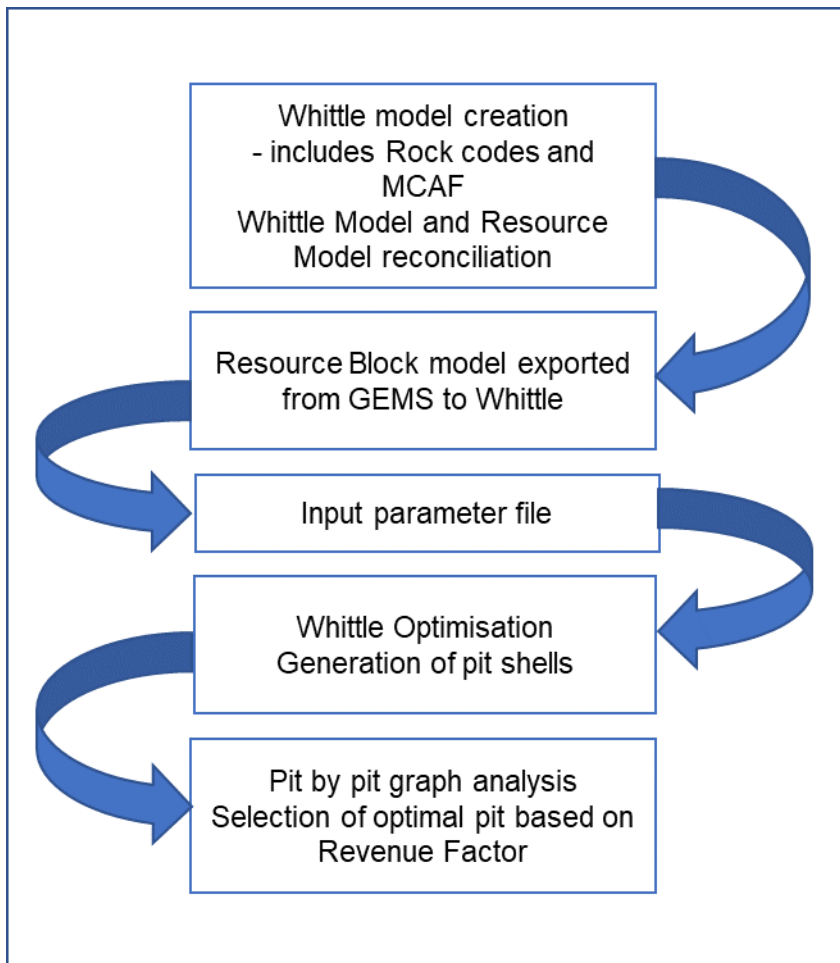 Whittle model creation
- includes Rock codes and
MCAF
Whittle Model and Resource
Model reconciliation
Resource Block model exported
from GEMS to Whittle
Input parameter file
Whittle Optimisation
Generation of pit shells
Pit by pit graph analysis
Selection of optimal pit based on
Revenue Factor